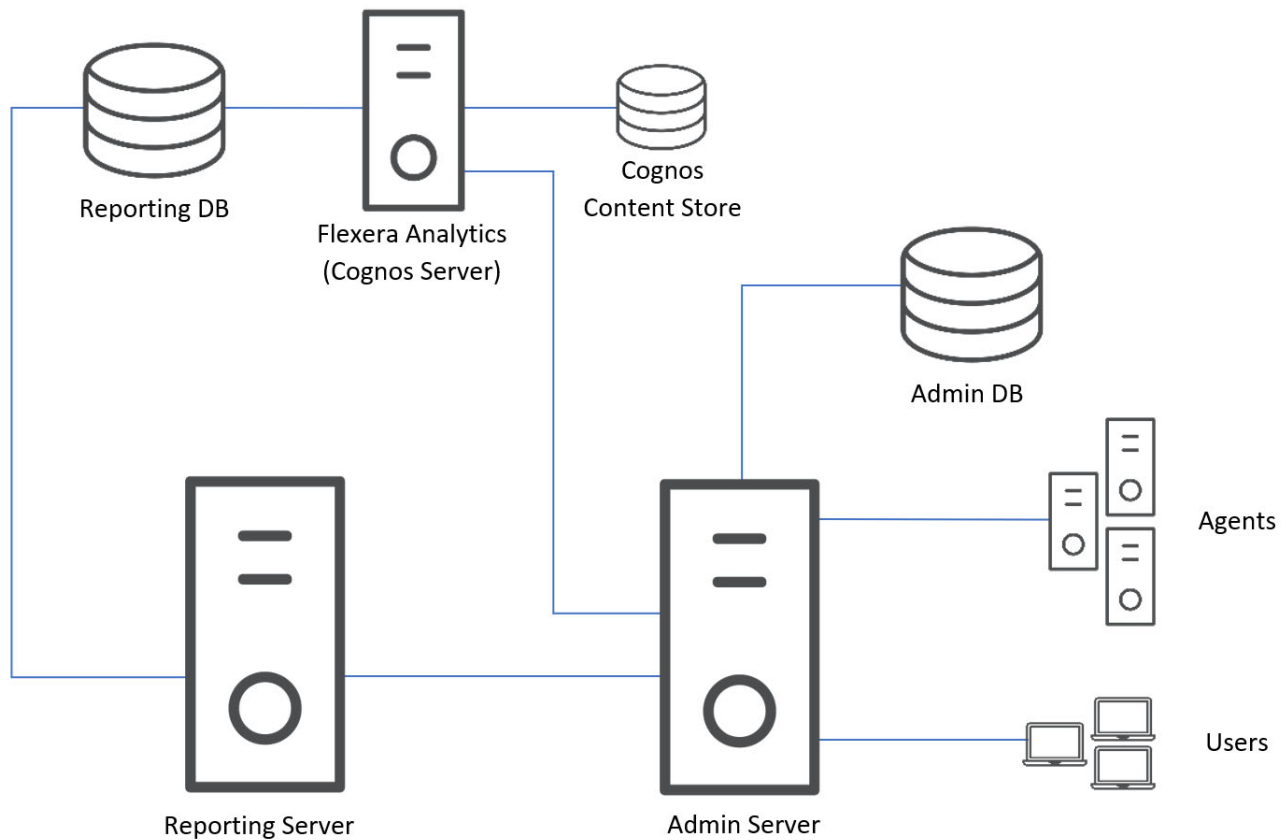 Reporting DB
Flexera Analytics
(Cognos Server)
Cognos
Content Store
Admin DB
Agents
Users
Reporting Server
Admin Server